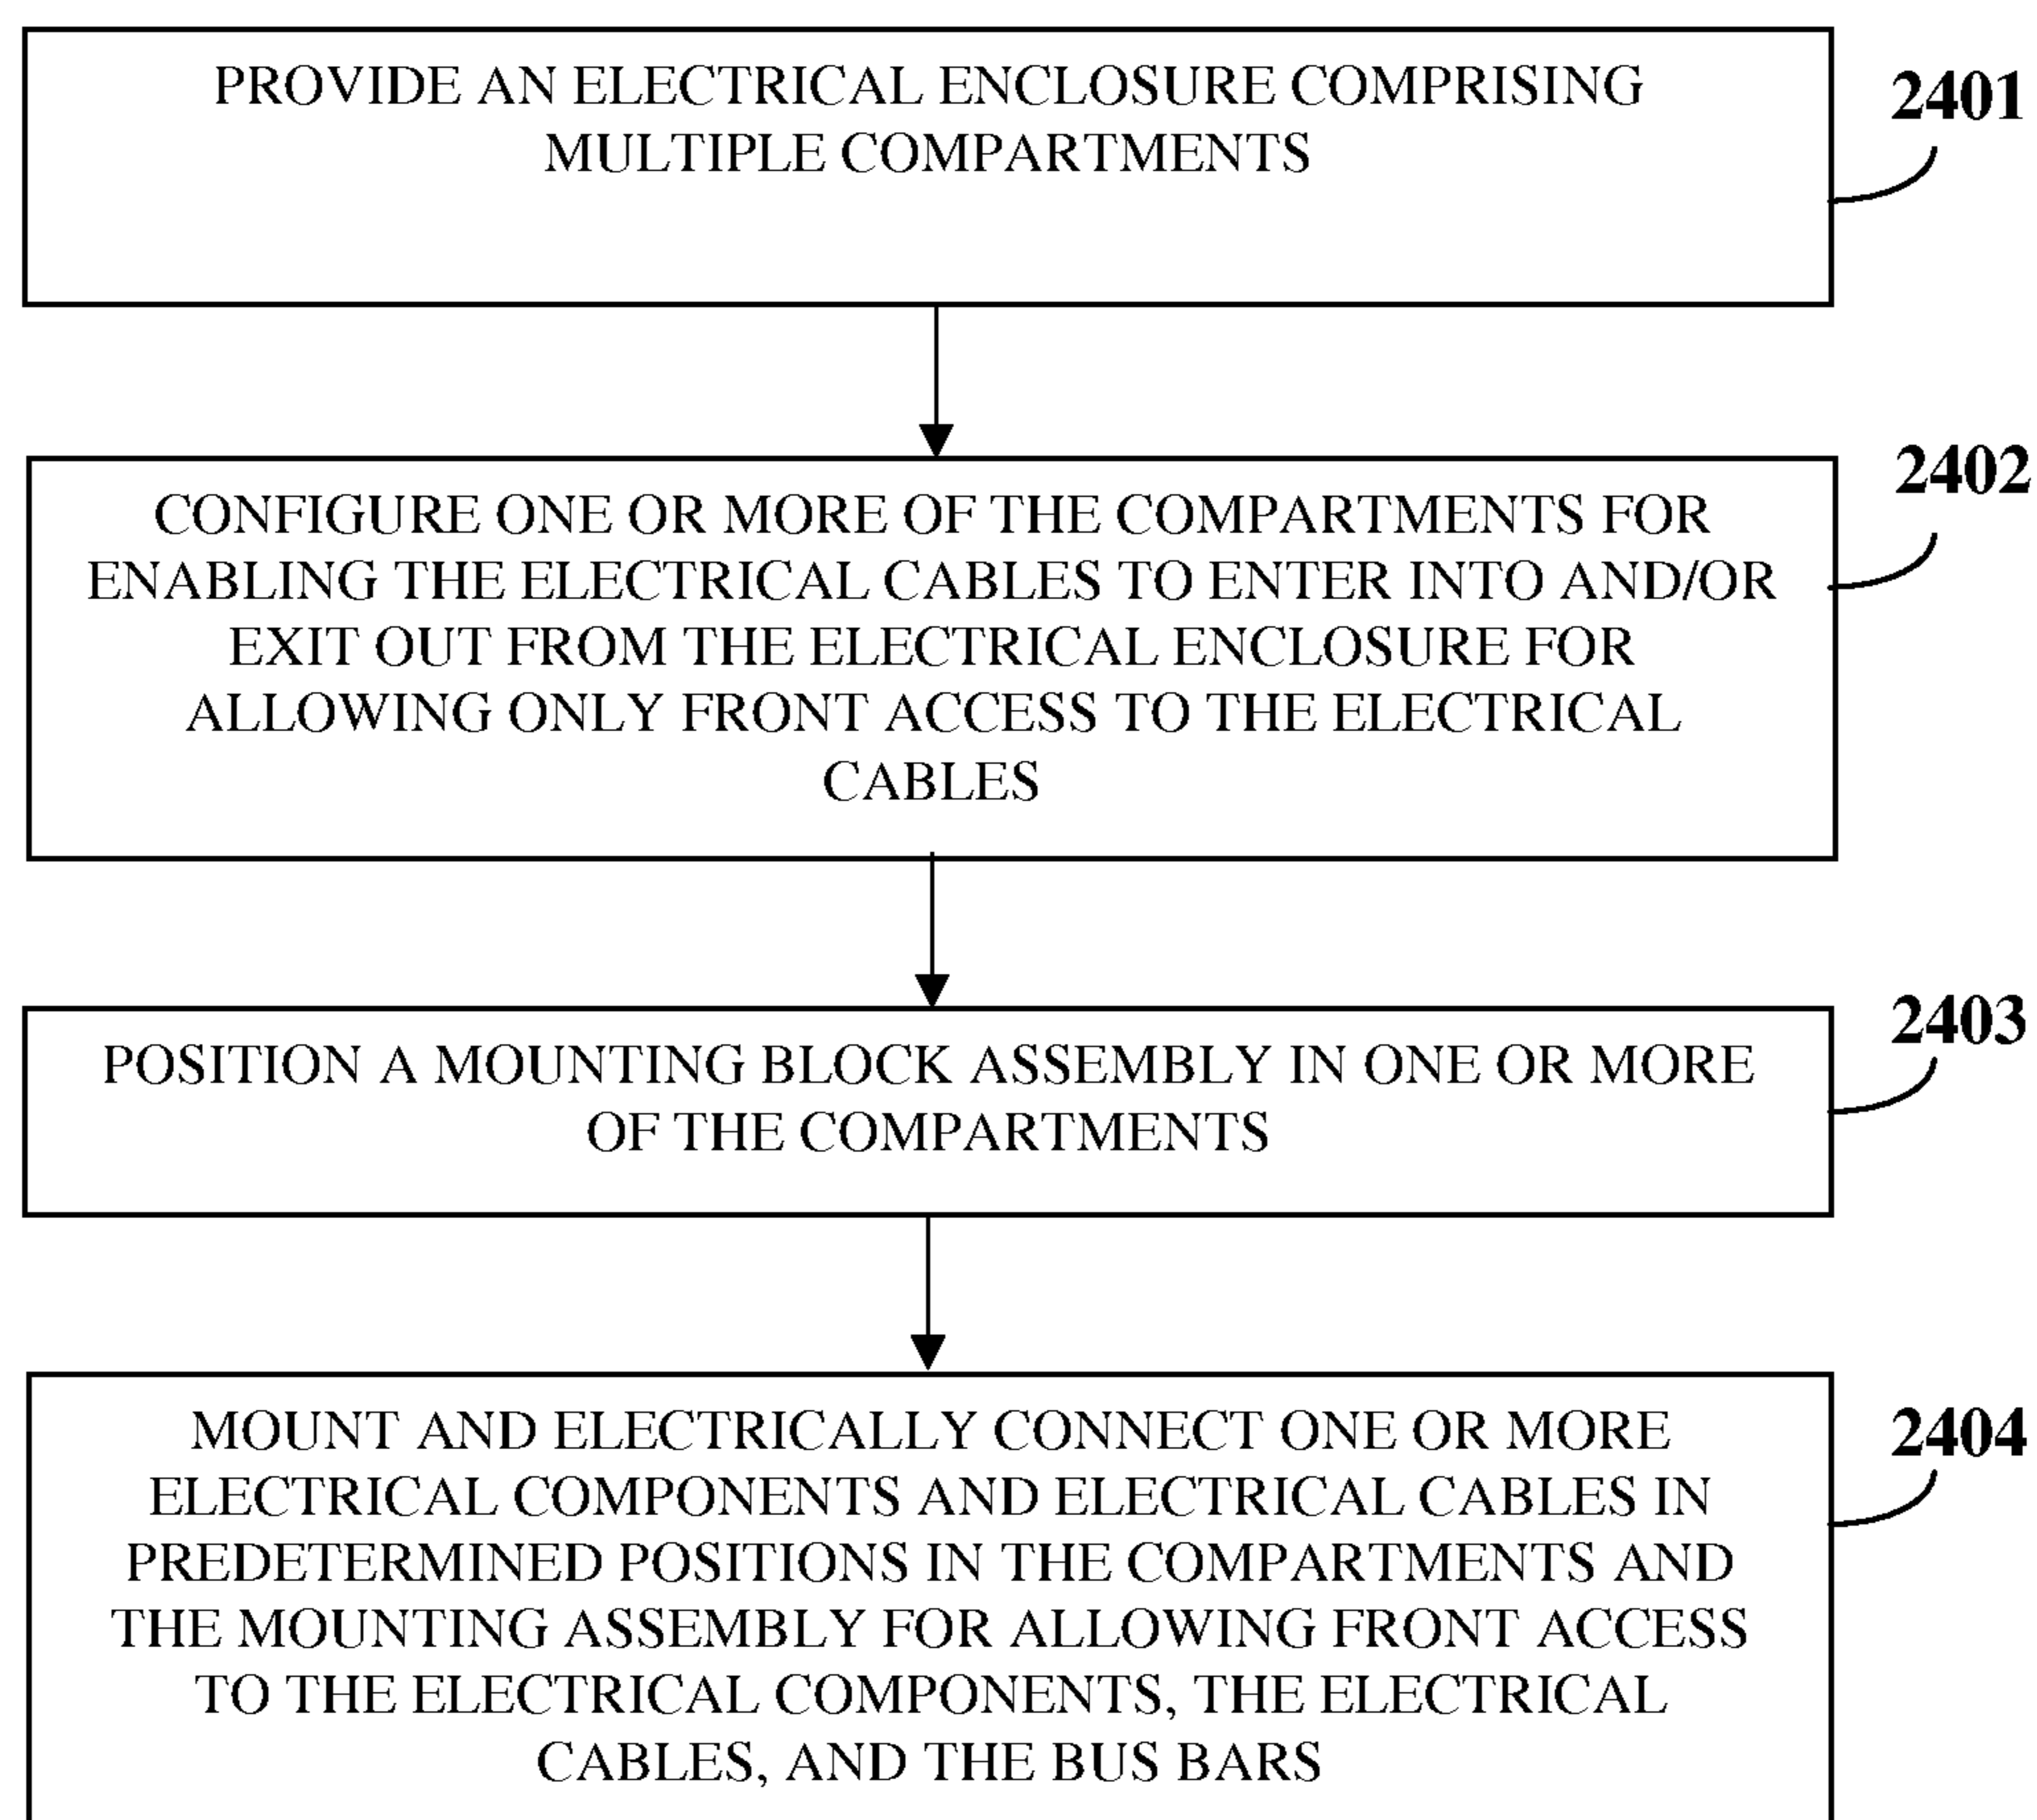 PROVIDE AN ELECTRICAL ENCLOSURE COMPRISING
MULTIPLE COMPARTMENTS
2401
CONFIGURE ONE OR MORE OF THE COMPARTMENTS FOR
ENABLING THE ELECTRICAL CABLES TO ENTER INTO AND/OR
EXIT OUT FROM THE ELECTRICAL ENCLOSURE FOR
ALLOWING ONLY FRONT ACCESS TO THE ELECTRICAL
CABLES
2402
POSITION A MOUNTING BLOCK ASSEMBLY IN ONE OR MORE
OF THE COMPARTMENTS
2403
MOUNT AND ELECTRICALLY CONNECT ONE OR MORE
ELECTRICAL COMPONENTS AND ELECTRICAL CABLES IN
PREDETERMINED POSITIONS IN THE COMPARTMENTS AND
THE MOUNTING ASSEMBLY FOR ALLOWING FRONT ACCESS
TO THE ELECTRICAL COMPONENTS, THE ELECTRICAL
CABLES, AND THE BUS BARS
2404